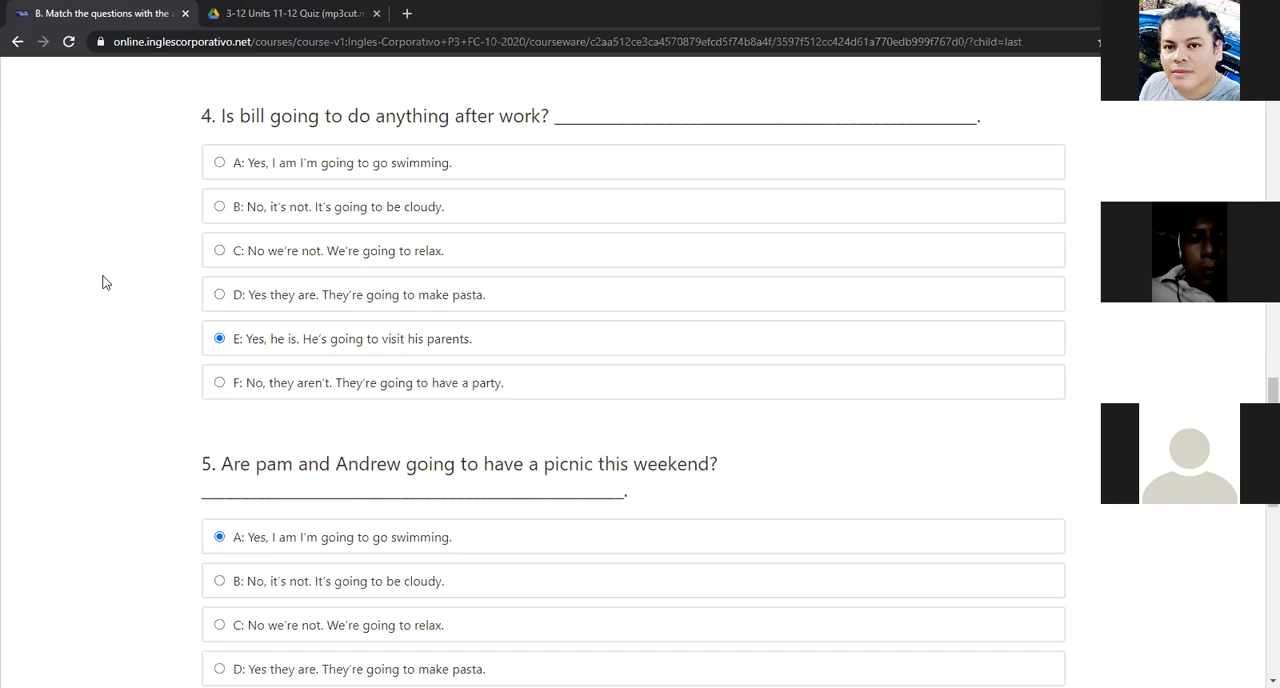 B. Match the questions with the
3-12 Units 11-12 Quiz (mp3cut.n
online.inglescorporativo.net/courses/course-v1:Ingles-Corporativo+P3+FC-10-2020/courseware/c2aa512ce3ca4570879efcd5f74b8a4f/3597f512cc424d61a770edb999f767d0/?child=last
4. Is bill going to do anything after work? ____________________________________________.
A: Yes, I am I'm going to go swimming.
B: No, it's not. It's going to be cloudy.
C: No we're not. We're going to relax.
D: Yes they are. They're going to make pasta.
E: Yes, he is. He's going to visit his parents.
F: No, they aren't. They're going to have a party.
5. Are pam and Andrew going to have a picnic this weekend?
____________________________________________.
A: Yes, I am I'm going to go swimming.
B: No, it's not. It's going to be cloudy.
C: No we're not. We're going to relax.
D: Yes they are. They're going to make pasta.